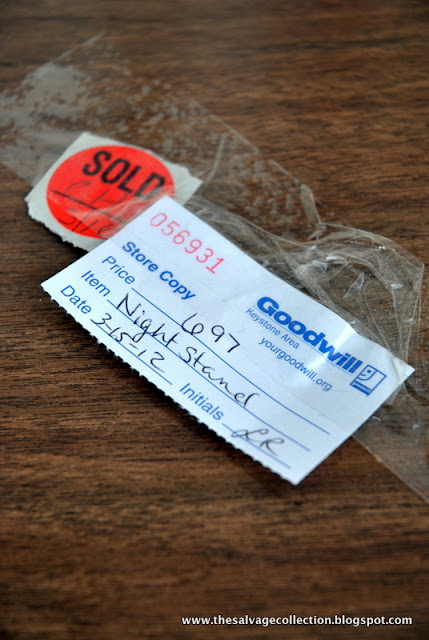 SOLD
056931
Store Copy
Price 6 97
Item Night Stand
Date 3-15-12 Initials LR
Goodwill
Keystone Area
yourgoodwill.org
www.thesalvagecollection.blogspot.com